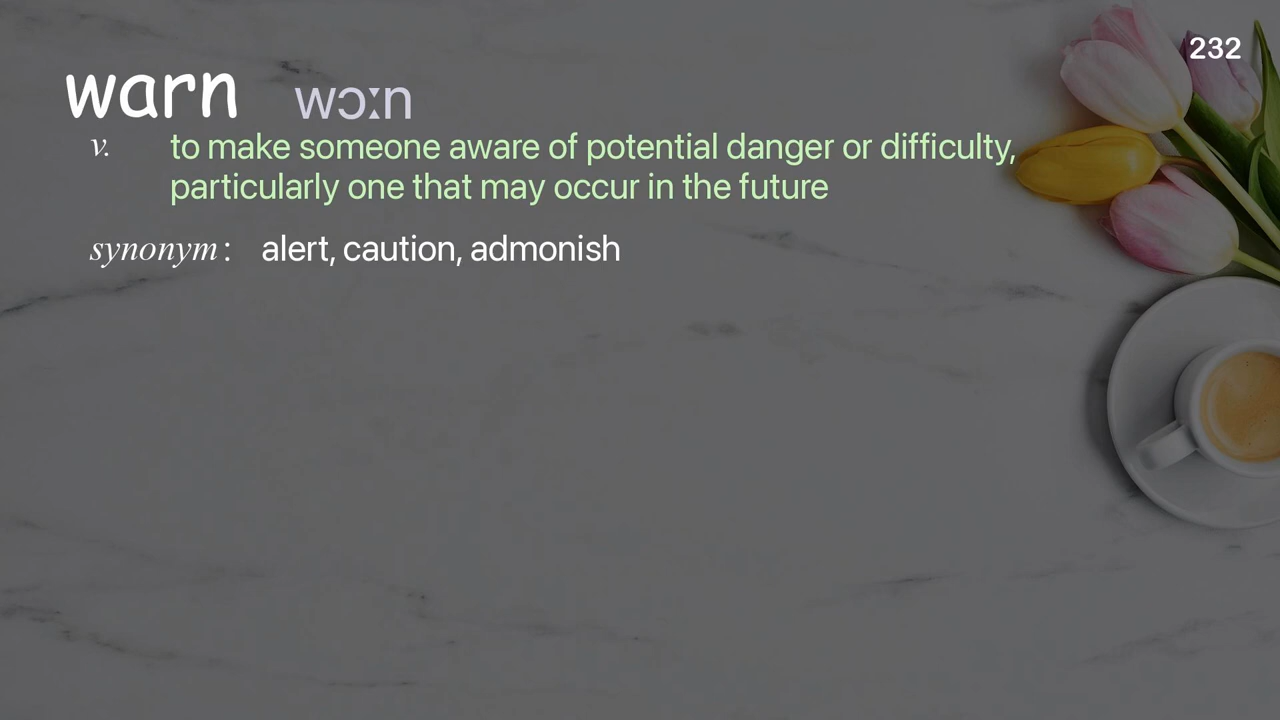 232
warn wɔːn
v. to make someone aware of potential danger or difficulty,
particularly one that may occur in the future
synonym: alert, caution, admonish